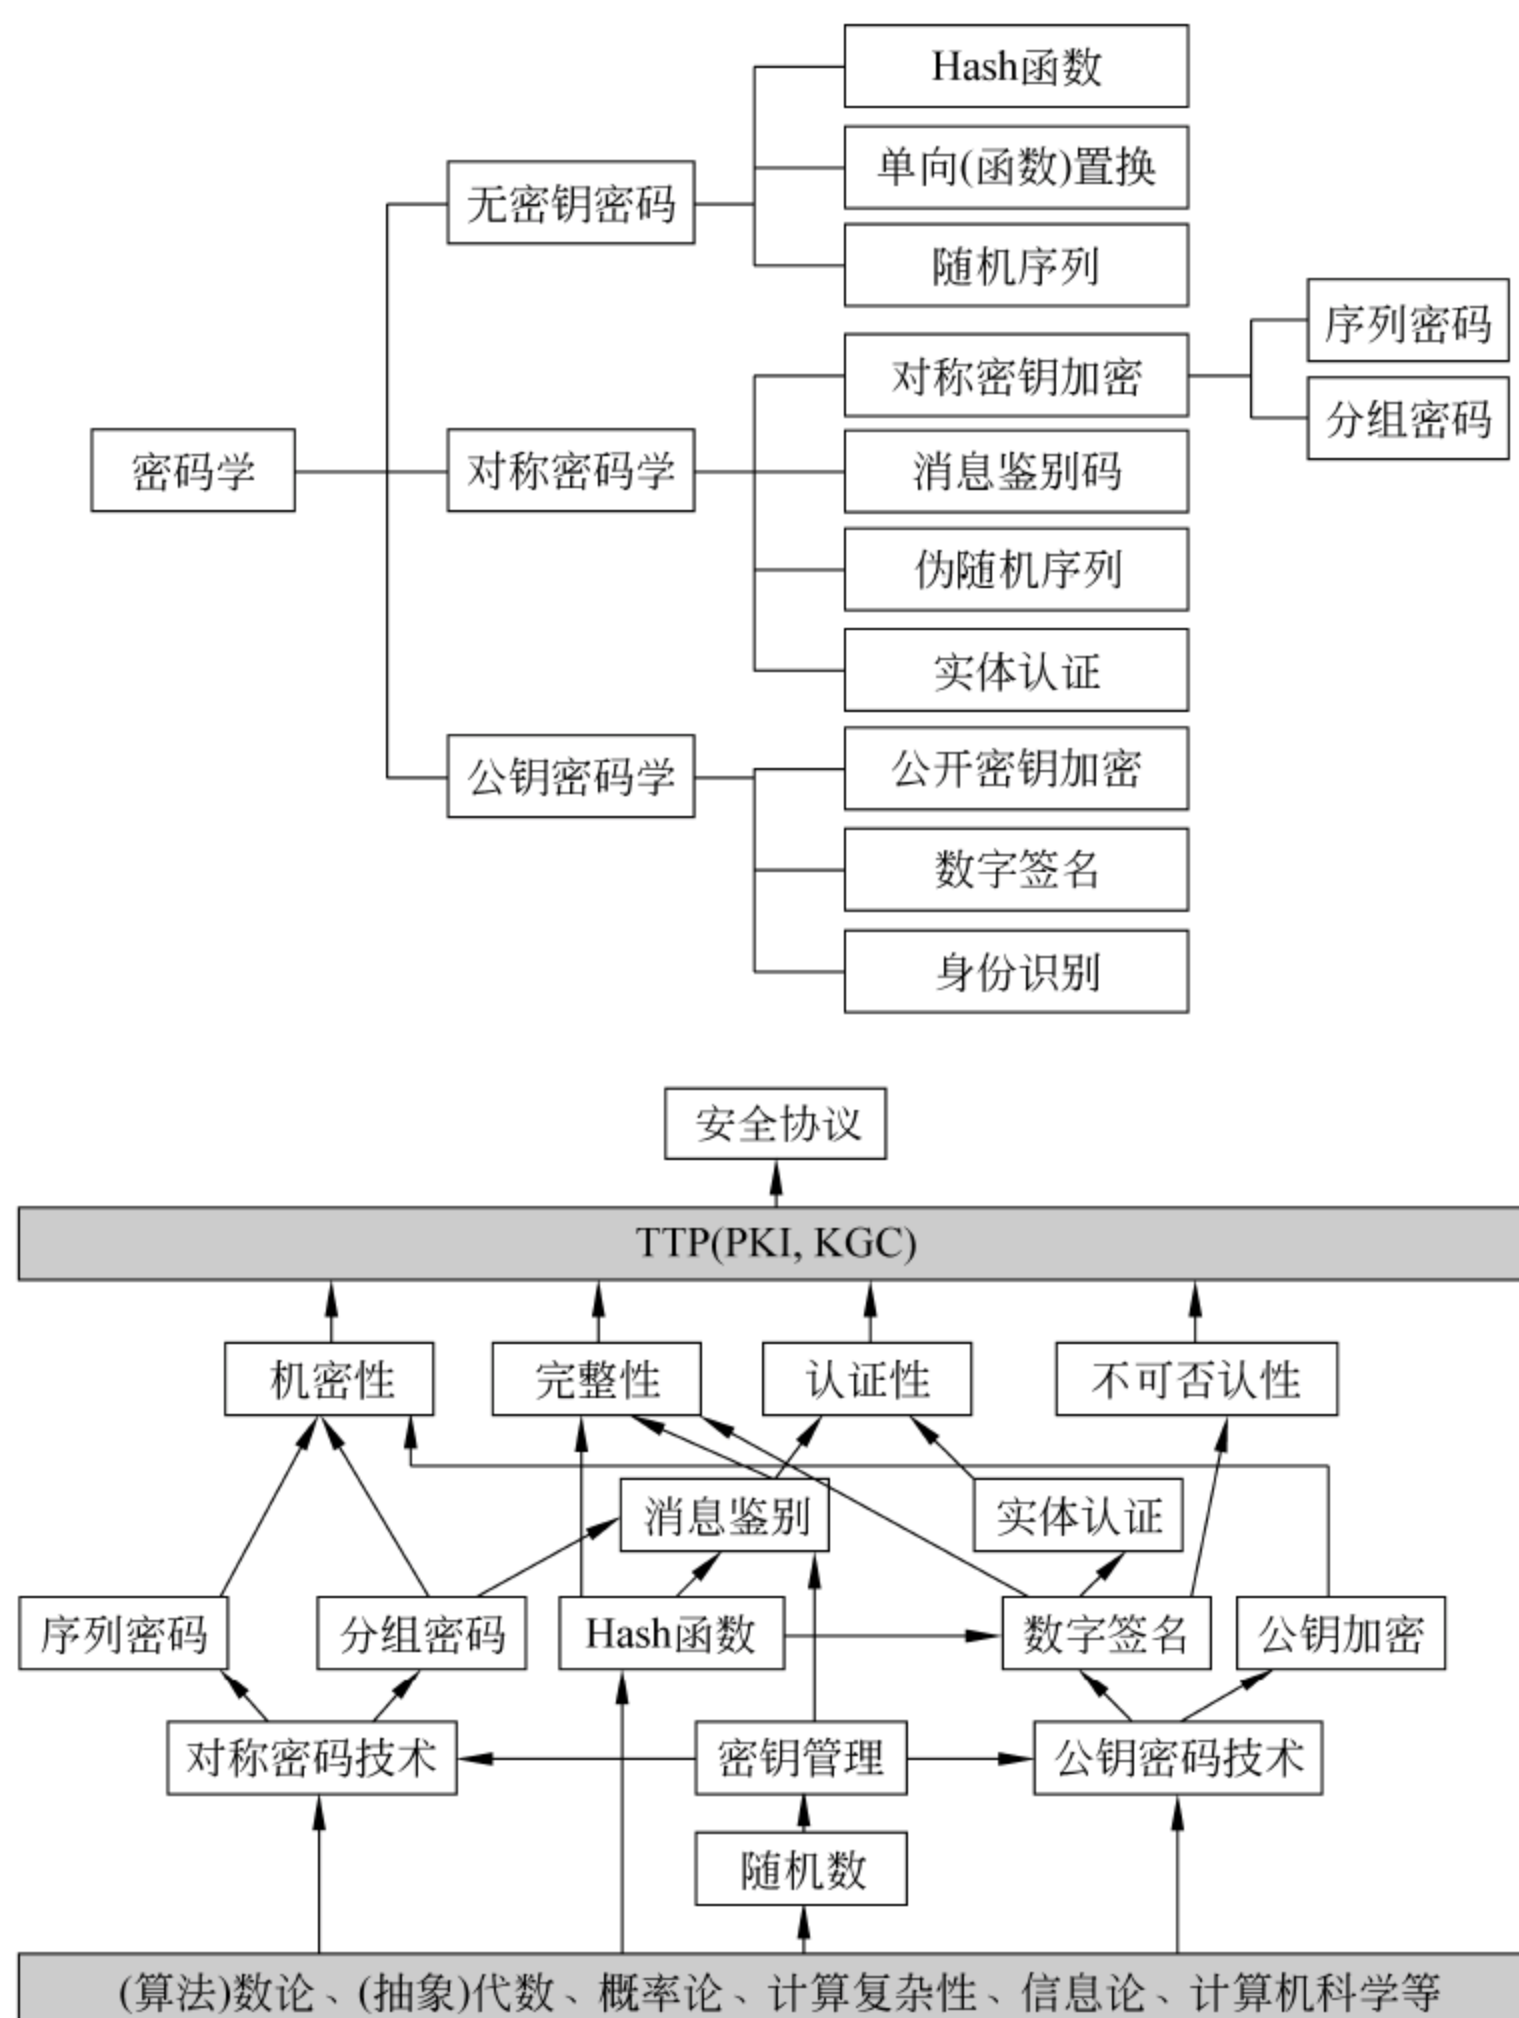 Hash函数
单向(函数)置换
无密钥密码
随机序列
序列密码
对称密钥加密
分组密码
密码学
对称密码学
消息鉴别码
伪随机序列
实体认证
公钥密码学
公开密钥加密
数字签名
身份识别
安全协议
TTP(PKI, KGC)
机密性
完整性
认证性
不可否认性
消息鉴别
实体认证
序列密码
分组密码
Hash函数
数字签名
公钥加密
对称密码技术
密钥管理
公钥密码技术
随机数
(算法)数论、(抽象)代数、概率论、计算复杂性、信息论、计算机科学等